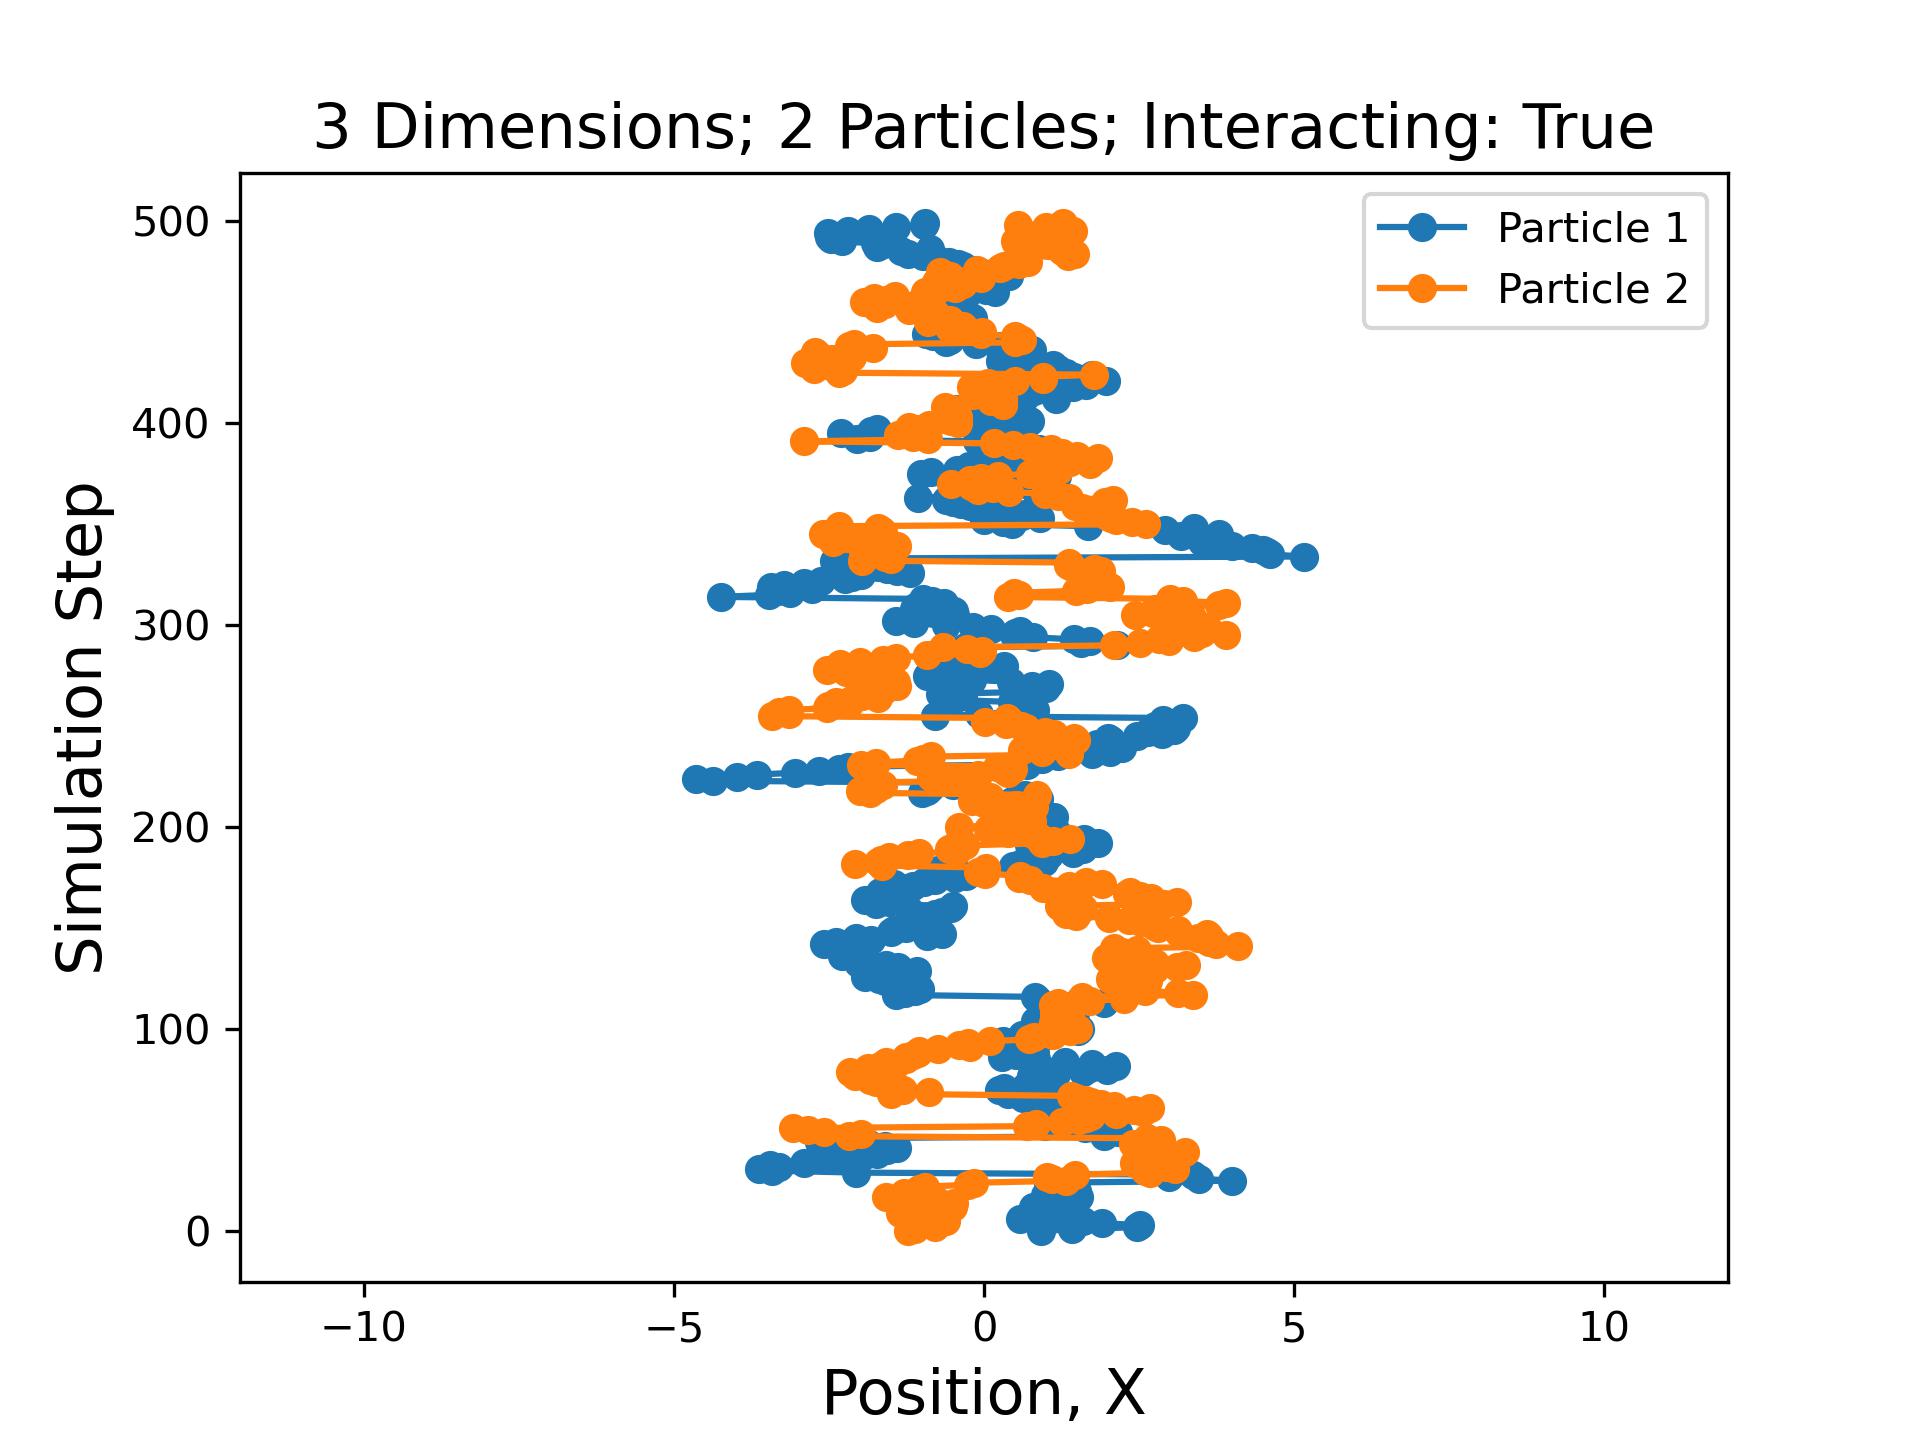 3 Dimensions; 2 Particles; Interacting: True
Particle 1
Particle 2
500
400
300
200
100
0
Simulation Step
−10
−5
0
5
10
Position, X